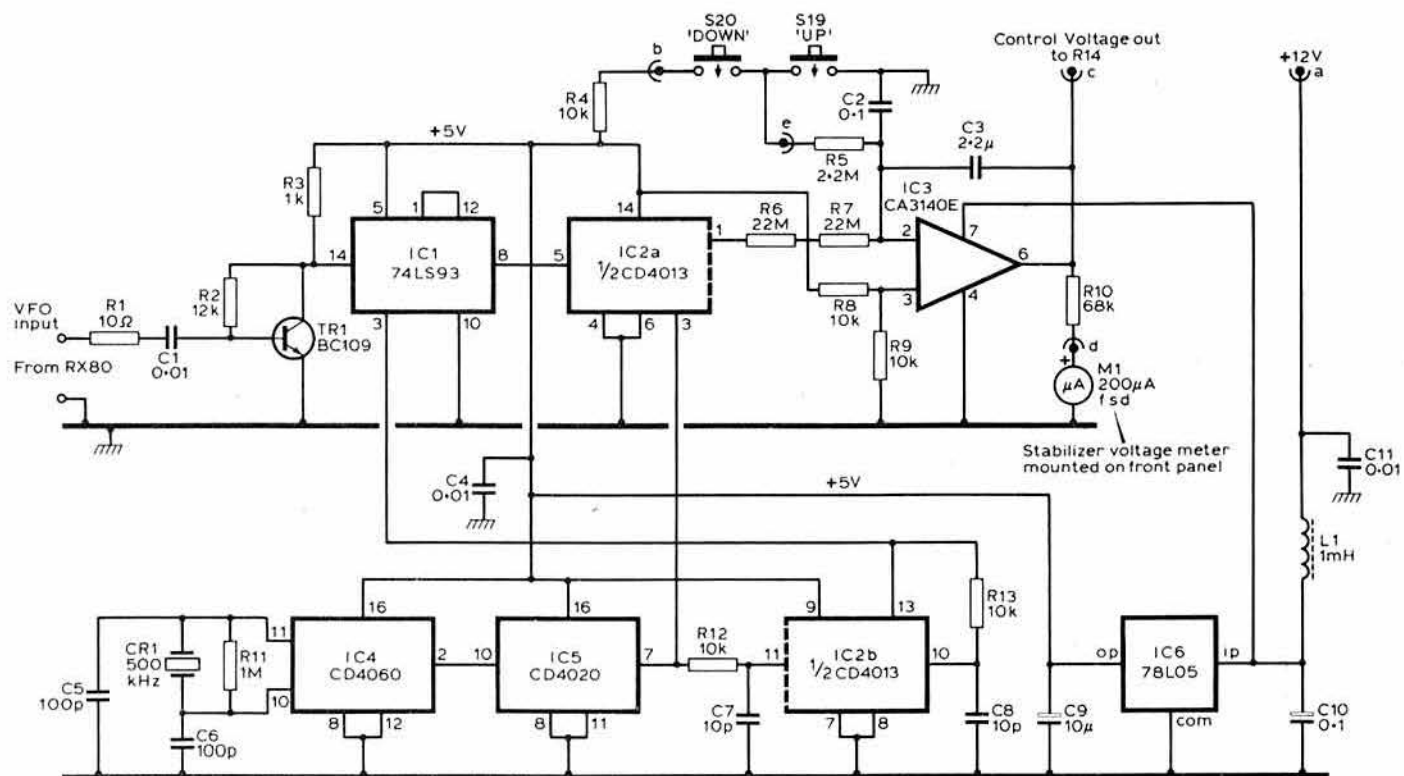 S20
'DOWN'
S19
'UP'
Control Voltage out
to R14
+12V
b
c
a
R4
10k
C2
0·1
e
R5
2·2M
C3
2·2μ
+5V
R3
1k
5
1
12
14
IC1
74LS93
8
3
10
14
5
IC2a
½CD4013
1
4
6
3
R6
22M
R7
22M
R8
10k
R9
10k
IC3
CA3140E
2
3
7
4
6
R10
68k
d
+
μA
M1
200μA
fsd
Stabilizer voltage meter
mounted on front panel
VFO
input
R1
10Ω
C1
0·01
R2
12k
TR1
BC109
From RX80
C4
0·01
+5V
C11
0·01
L1
1mH
C5
100p
CR1
500
kHz
R11
1M
C6
100p
11
10
16
IC4
CD4060
2
8
12
10
16
IC5
CD4020
7
8
11
R12
10k
C7
10p
11
9
13
IC2b
½CD4013
10
7
8
R13
10k
C8
10p
C9
10μ
op
IC6
78L05
ip
com
C10
0·1